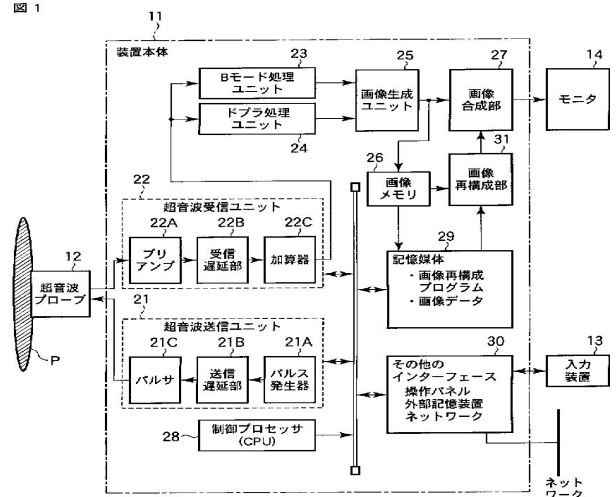 図 1
11
装置本体
23
Bモード処理
ユニット
ドプラ処理
ユニット
24
25
画像生成
ユニット
27
画像
合成部
14
モニタ
26
画像
メモリ
31
画像
再構成部
22
超音波受信ユニット
22A
プリ
アンプ
22B
受信
遅延部
22C
加算器
29
記憶媒体
・画像再構成
プログラム
・画像データ
12
超音波
プローブ
P
21
超音波送信ユニット
21C
パルサ
21B
送信
遅延部
21A
パルス
発生器
28
制御プロセッサ
(CPU)
30
その他の
インターフェース
操作パネル
外部記憶装置
ネットワーク
13
入力
装置
ネット
ワーク